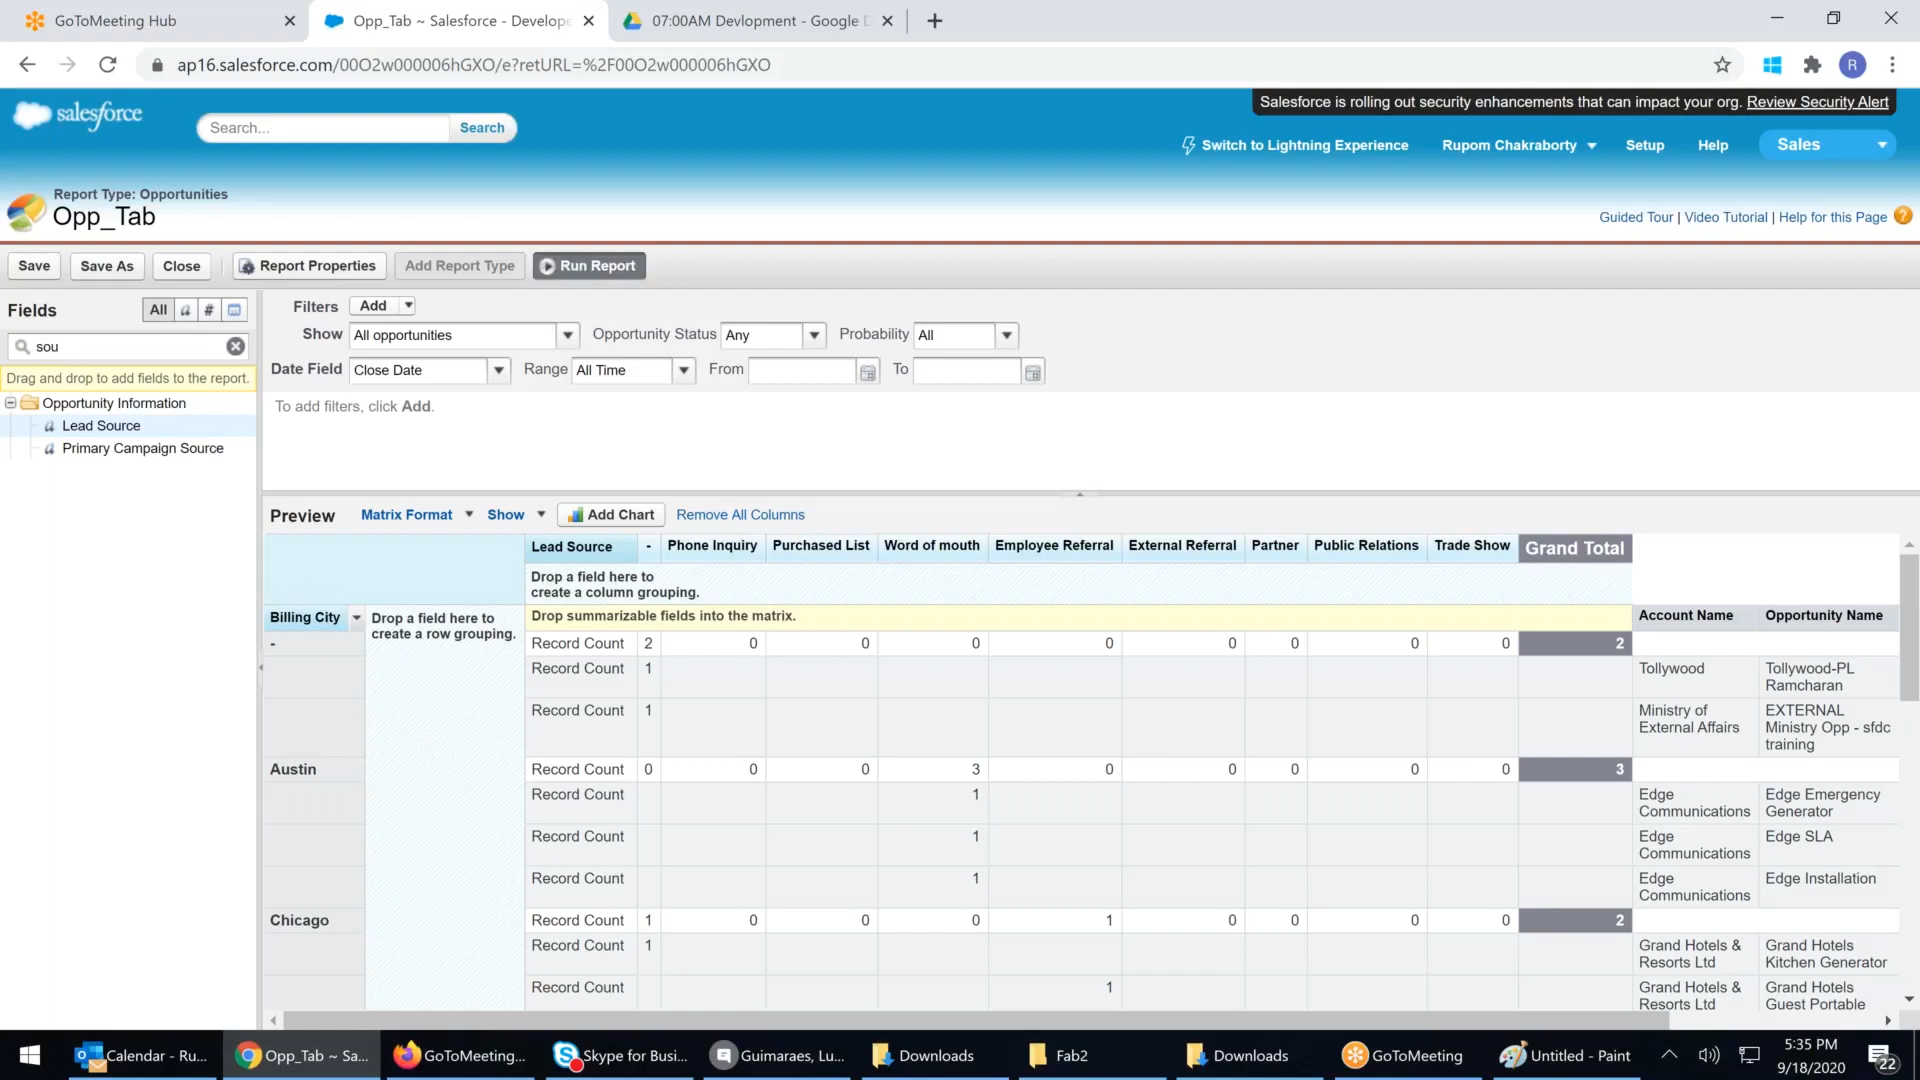 GoToMeeting Hub
Opp_Tab ~ Salesforce - Develope
07:00AM Devlopment - Google D
ap16.salesforce.com/00O2w000006hGXO/e?retURL=%2F00O2w000006hGXO
R
Salesforce is rolling out security enhancements that can impact your org. Review Security Alert
salesforce
Search...
Search
Switch to Lightning Experience
Rupom Chakraborty
Setup
Help
Sales
Report Type: Opportunities
Opp_Tab
Guided Tour | Video Tutorial | Help for this Page ?
Save
Save As
Close
Report Properties
Add Report Type
Run Report
Fields
All a #
Filters Add
sou
Show All opportunities Opportunity Status Any Probability All
Drag and drop to add fields to the report.
Date Field Close Date Range All Time From To
Opportunity Information
a Lead Source
a Primary Campaign Source
To add filters, click Add.
Preview Matrix Format Show Add Chart Remove All Columns
Lead Source - Phone Inquiry Purchased List Word of mouth Employee Referral External Referral Partner Public Relations Trade Show Grand Total
Drop a field here to
create a column grouping.
Billing City
Drop a field here to
create a row grouping.
Drop summarizable fields into the matrix.
Account Name Opportunity Name
- Record Count 2 0 0 0 0 0 0 0 0 2
Record Count 1 Tollywood Tollywood-PL
Ramcharan
Record Count 1 Ministry of EXTERNAL
External Affairs Ministry Opp - sfdc
training
Austin Record Count 0 0 0 3 0 0 0 0 0 3
Record Count 1 Edge Edge Emergency
Communications Generator
Record Count 1 Edge Edge SLA
Communications
Record Count 1 Edge Edge Installation
Communications
Chicago Record Count 1 0 0 0 1 0 0 0 0 2
Record Count 1 Grand Hotels & Grand Hotels
Resorts Ltd Kitchen Generator
Record Count 1 Grand Hotels & Grand Hotels
Resorts Ltd Guest Portable
Calendar - Ru...
Opp_Tab ~ Sa...
GoToMeeting...
Skype for Busi...
Guimaraes, Lu...
Downloads
Fab2
Downloads
GoToMeeting
Untitled - Paint
5:35 PM
9/18/2020
22